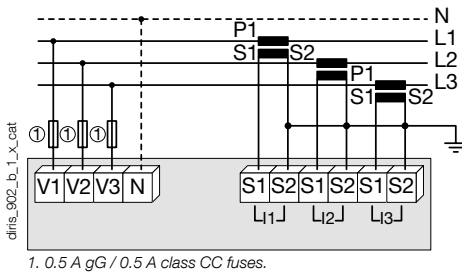 N
P1 L1
S1 S2 L2
P1 L3
S1 S2
① ① ①
V1 V2 V3 N S1 S2 S1 S2 S1 S2
I1 I2 I3
diris_902_b_1_x_cat
1. 0.5 A gG / 0.5 A class CC fuses.